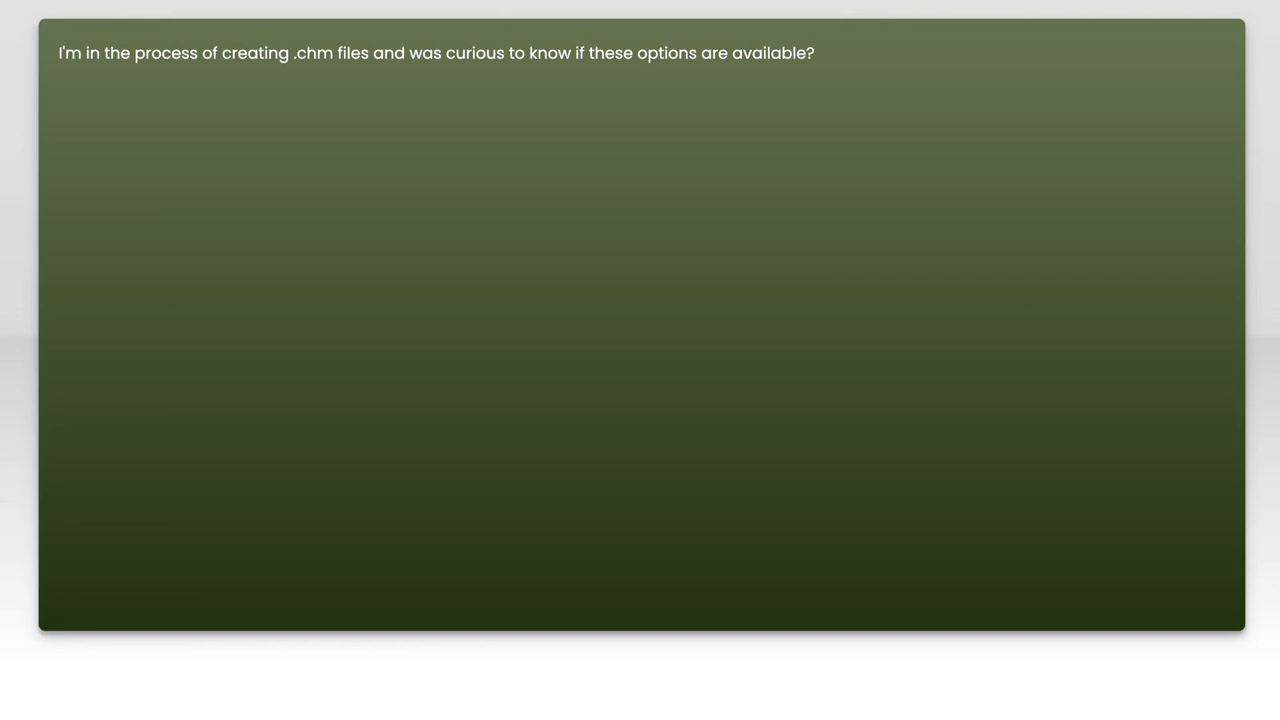 I'm in the process of creating .chm files and was curious to know if these options are available?